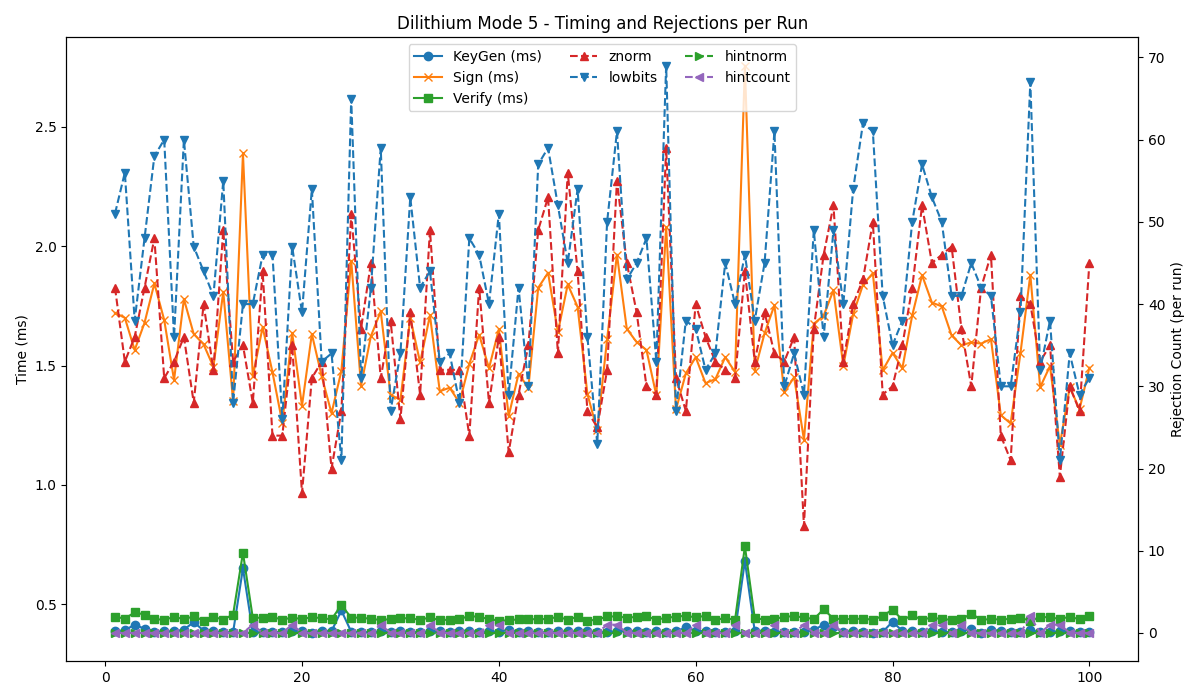 Dilithium Mode 5 - Timing and Rejections per Run
KeyGen (ms)
Sign (ms)
Verify (ms)
znorm
lowbits
hintnorm
hintcount
Time (ms)
2.5
2.0
1.5
1.0
0.5
Rejection Count (per run)
70
60
50
40
30
20
10
0
0
20
40
60
80
100